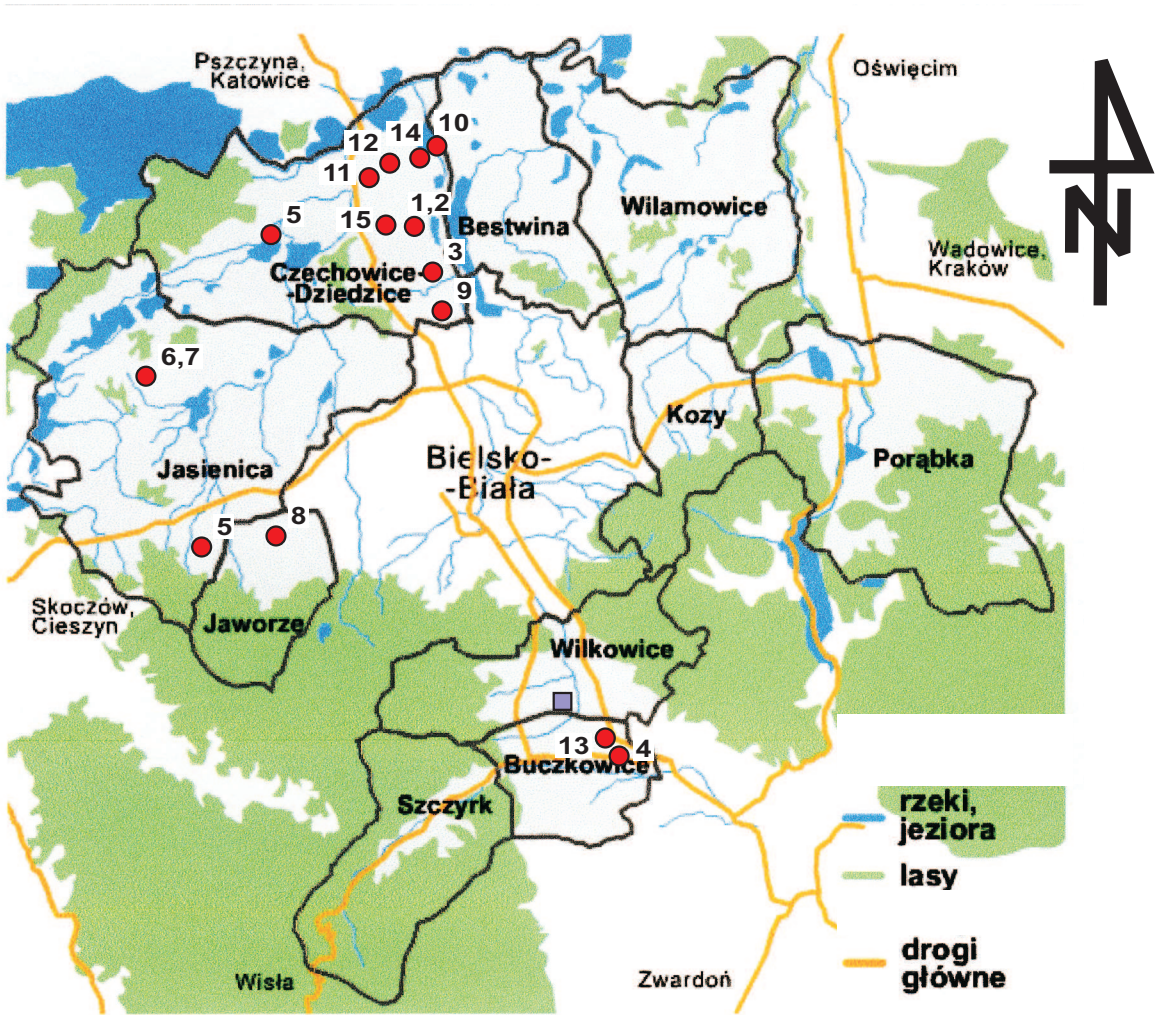 Pszczyna,
Katowice
Oświęcim
N
12
14
10
11
15
1,2
5
3
9
Bestwina
Wilamowice
Wadowice,
Kraków
Czechowice-
-Dziedzice
6,7
Kozy
Porąbka
Bielsko-
-Biała
Jasienica
5
8
Skoczów,
Cieszyn
Jaworze
Wilkowice
13
4
Buczkowice
Szczyrk
rzeki,
jeziora
lasy
drogi
główne
Wisła
Zwardoń